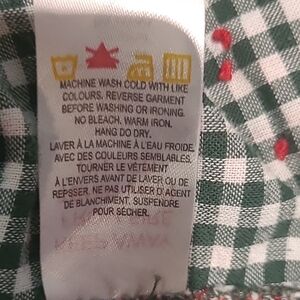 MACHINE WASH COLD WITH LIKE
COLOURS. REVERSE GARMENT
BEFORE WASHING OR IRONING.
NO BLEACH. WARM IRON.
HANG DO DRY.
LAVER À LA MACHINE À L'EAU FROIDE,
AVEC DES COULEURS SEMBLABLES.
TOURNER LE VÊTEMENT
À L'ENVERS AVANT DE LAVER OU DE
REPASSER. NE PAS UTILISER D'AGENT
DE BLANCHIMENT. SUSPENDRE
POUR SÉCHER.